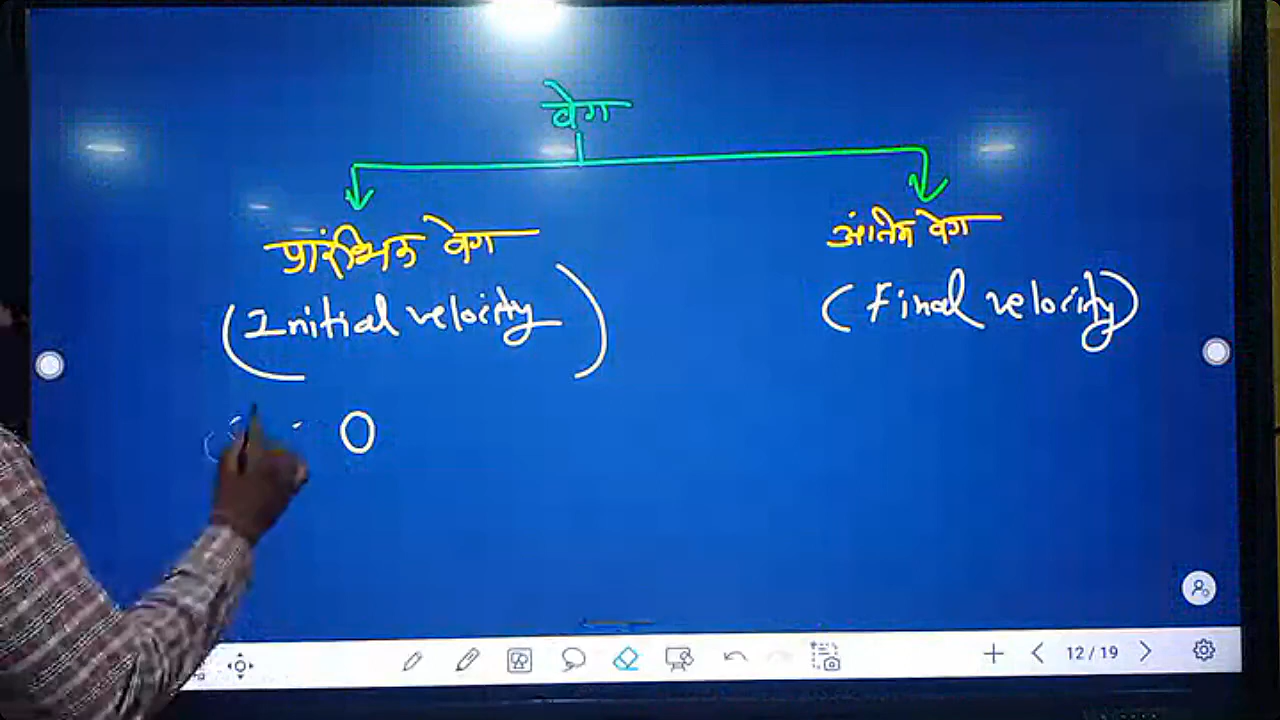 वेग
प्रारंभिक वेग
अंतिम वेग
(Initial velocity)
(Final velocity)
0
12 / 19